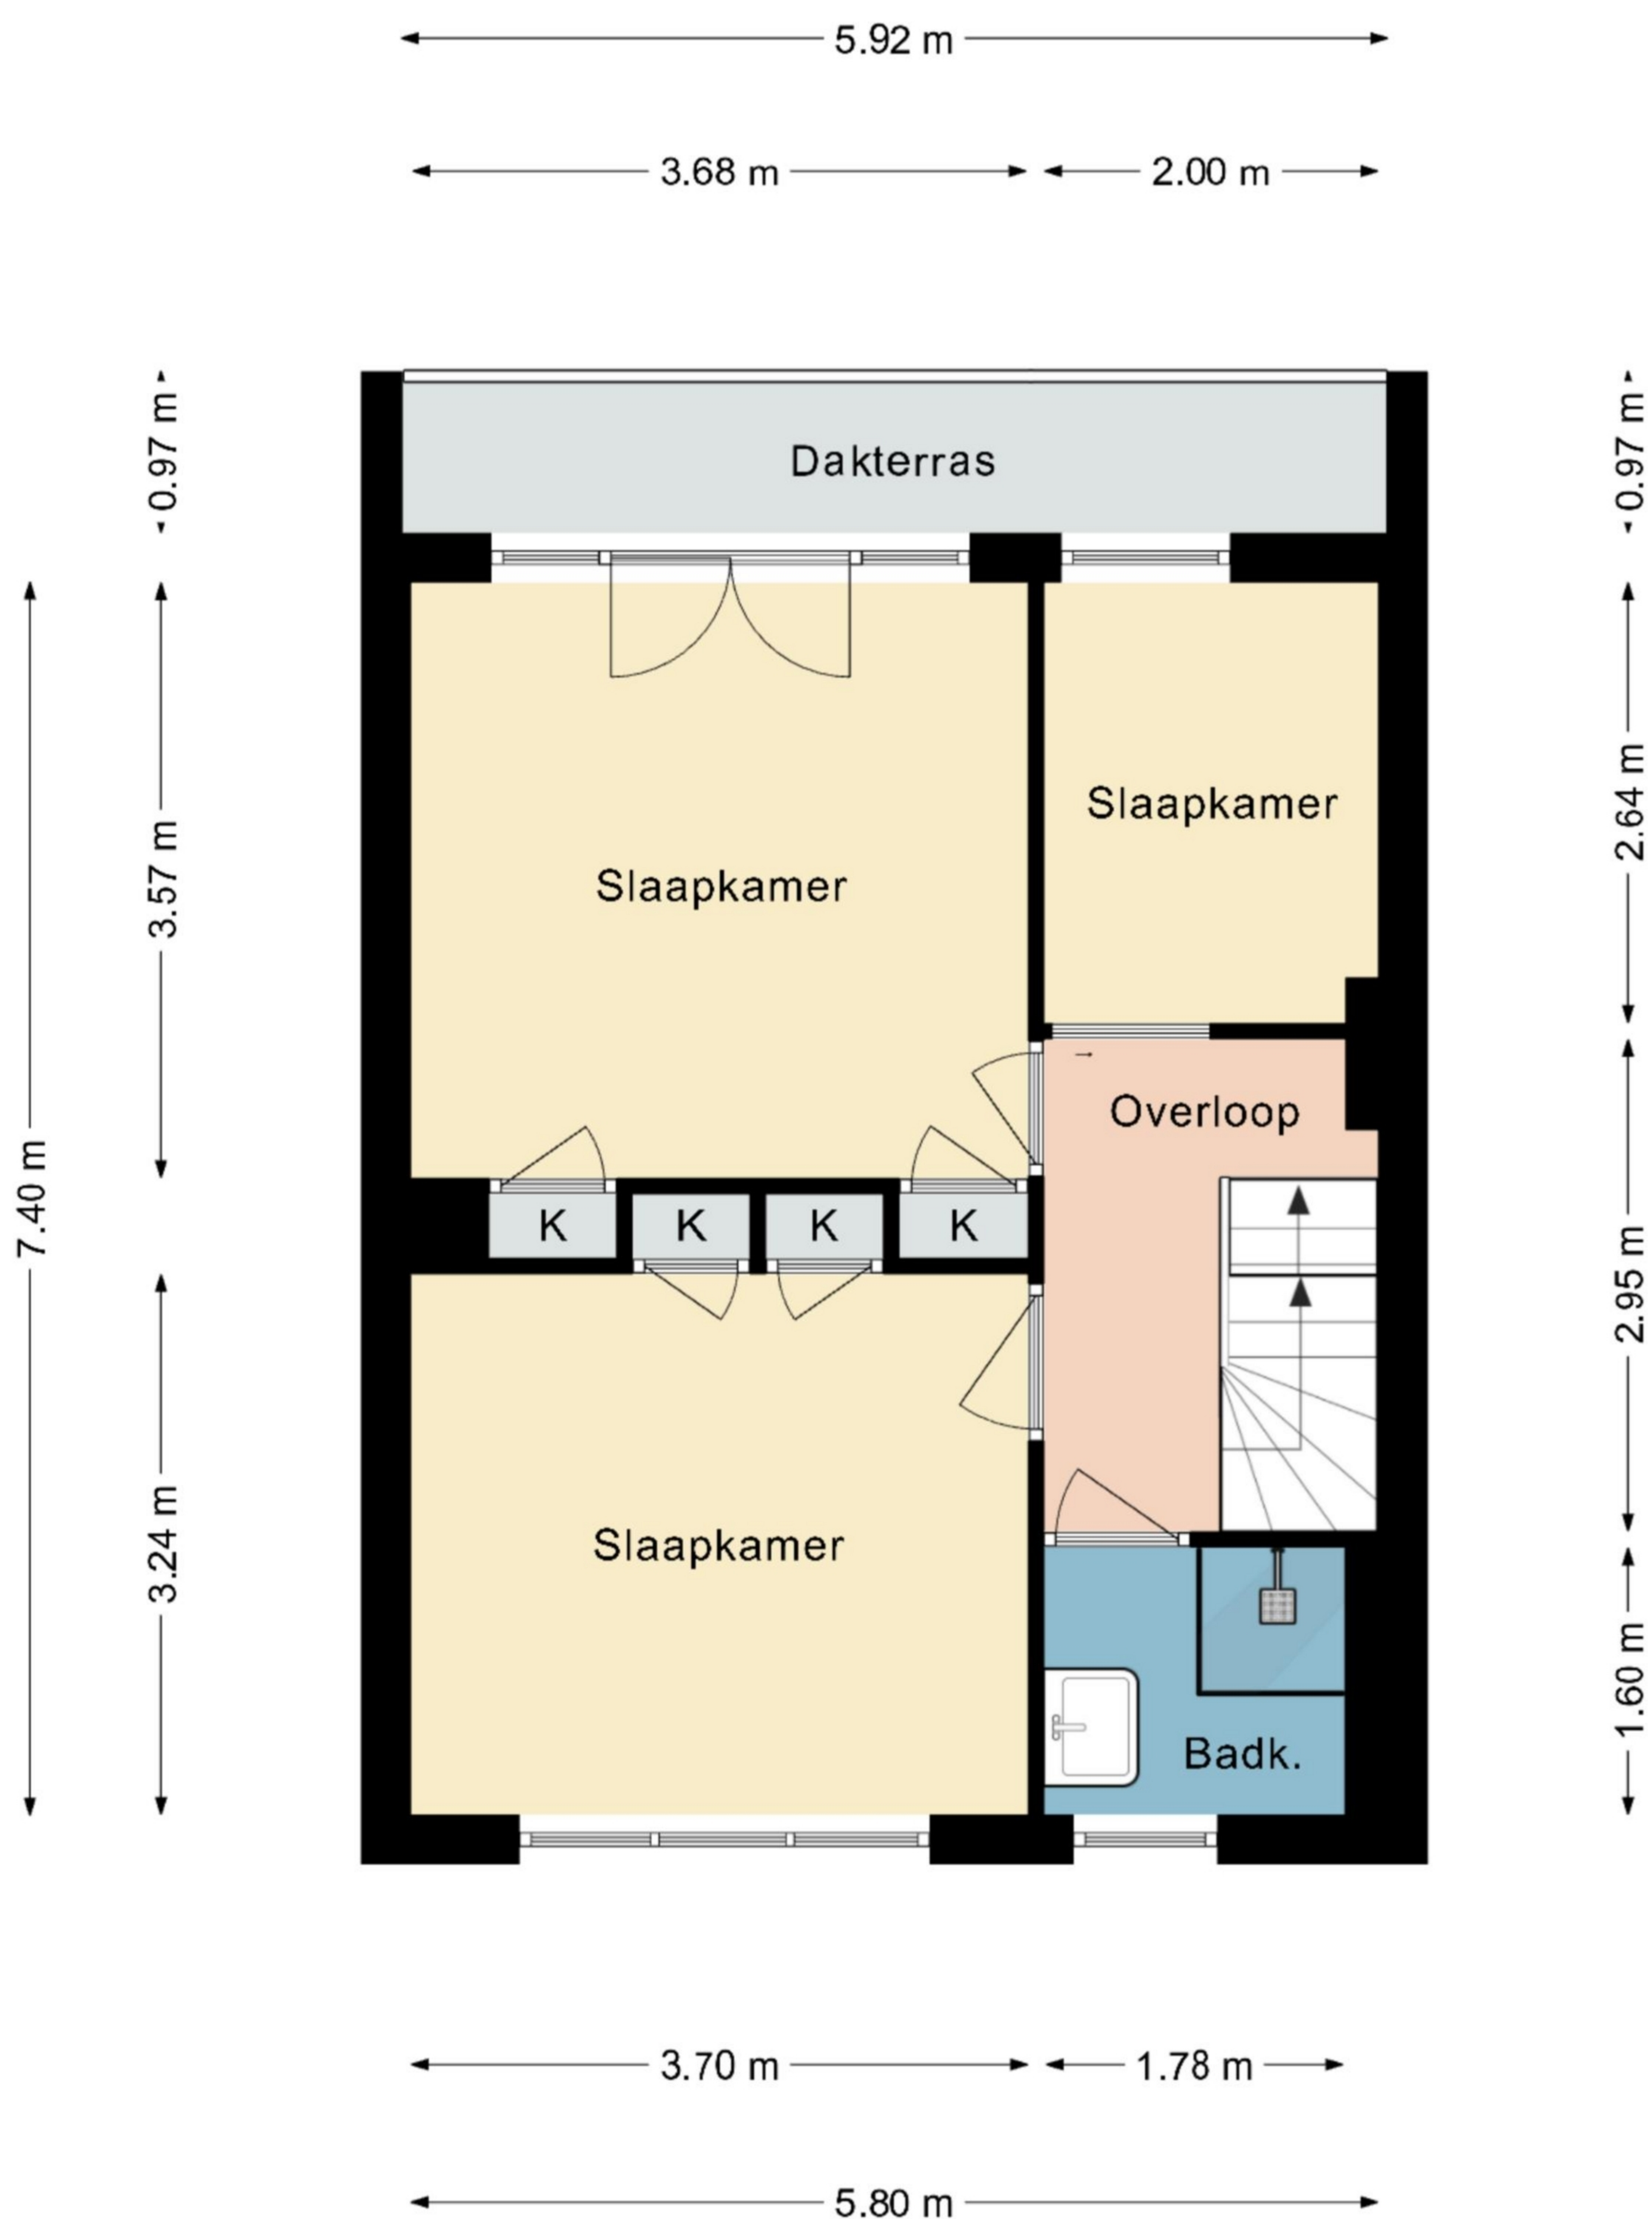 5.92 m
3.68 m
2.00 m
0.97 m
0.97 m
Dakterras
2.64 m
Slaapkamer
3.57 m
Slaapkamer
Overloop
7.40 m
K
K
K
K
2.95 m
3.24 m
Slaapkamer
1.60 m
Badk.
3.70 m
1.78 m
5.80 m